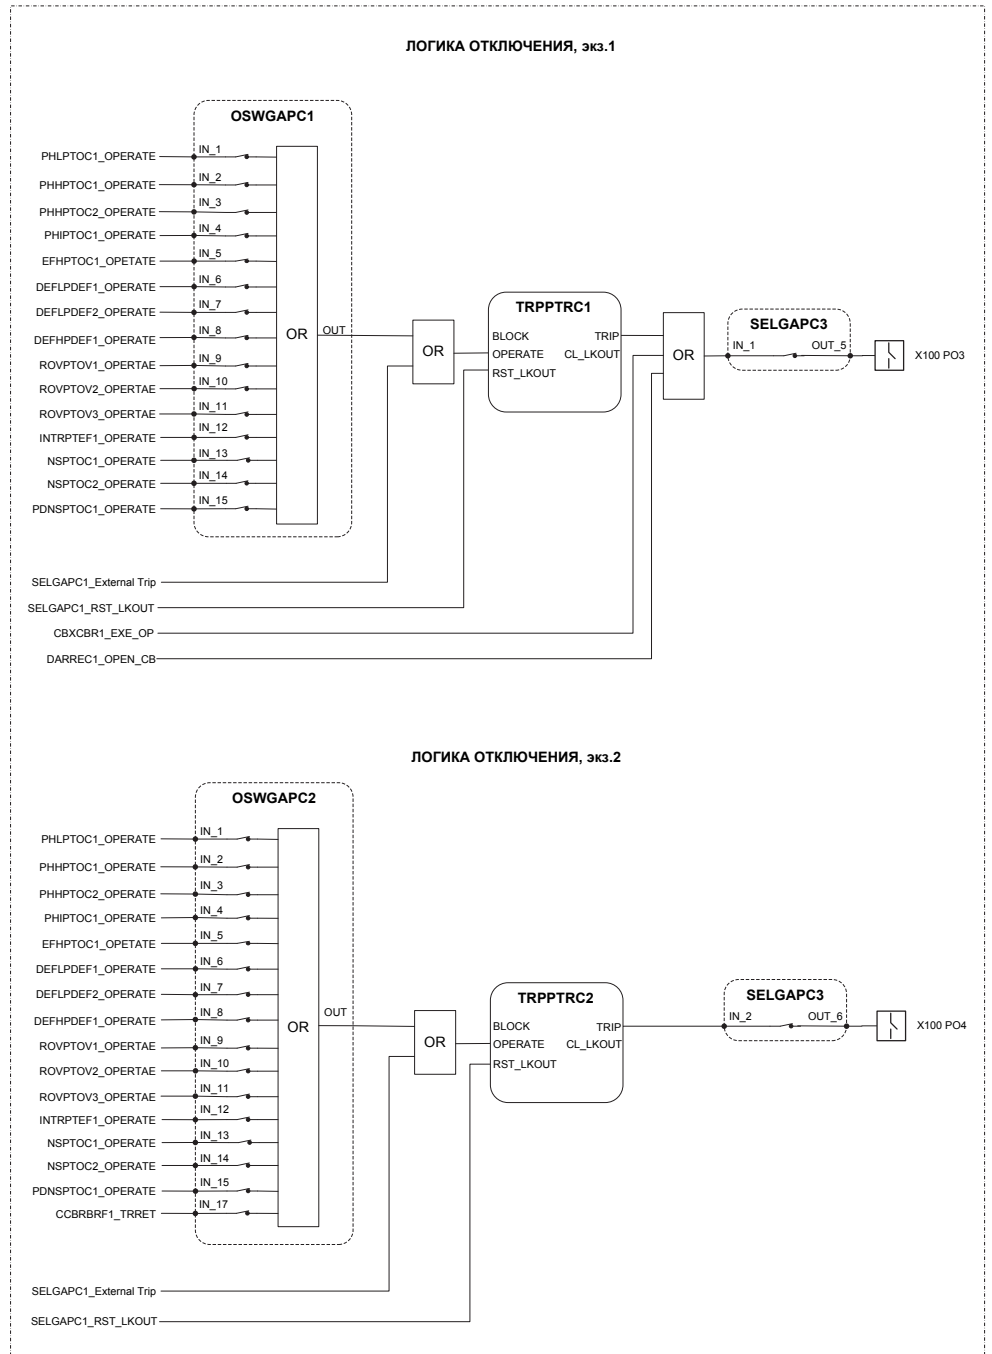 ЛОГИКА ОТКЛЮЧЕНИЯ, экз.1
OSWGAPC1
PHLPTOC1_OPERATE IN_1
PHHPTOC1_OPERATE IN_2
PHHPTOC2_OPERATE IN_3
PHIPTOC1_OPERATE IN_4
EFHPTOC1_OPETATE IN_5
DEFLPDEF1_OPERATE IN_6
DEFLPDEF2_OPERATE IN_7
DEFHPDEF1_OPERATE IN_8
ROVPTOV1_OPERTAE IN_9
ROVPTOV2_OPERTAE IN_10
ROVPTOV3_OPERTAE IN_11
INTRPTEF1_OPERATE IN_12
NSPTOC1_OPERATE IN_13
NSPTOC2_OPERATE IN_14
PDNSPTOC1_OPERATE IN_15
OR OUT
OR
TRPPTRC1
BLOCK TRIP
OPERATE CL_LKOUT
RST_LKOUT
OR
SELGAPC3
IN_1 OUT_5
X100 PO3
SELGAPC1_External Trip
SELGAPC1_RST_LKOUT
CBXCBR1_EXE_OP
DARREC1_OPEN_CB
ЛОГИКА ОТКЛЮЧЕНИЯ, экз.2
OSWGAPC2
PHLPTOC1_OPERATE IN_1
PHHPTOC1_OPERATE IN_2
PHHPTOC2_OPERATE IN_3
PHIPTOC1_OPERATE IN_4
EFHPTOC1_OPETATE IN_5
DEFLPDEF1_OPERATE IN_6
DEFLPDEF2_OPERATE IN_7
DEFHPDEF1_OPERATE IN_8
ROVPTOV1_OPERTAE IN_9
ROVPTOV2_OPERTAE IN_10
ROVPTOV3_OPERTAE IN_11
INTRPTEF1_OPERATE IN_12
NSPTOC1_OPERATE IN_13
NSPTOC2_OPERATE IN_14
PDNSPTOC1_OPERATE IN_15
CCBRBRF1_TRRET IN_17
OR OUT
OR
TRPPTRC2
BLOCK TRIP
OPERATE CL_LKOUT
RST_LKOUT
SELGAPC3
IN_2 OUT_6
X100 PO4
SELGAPC1_External Trip
SELGAPC1_RST_LKOUT